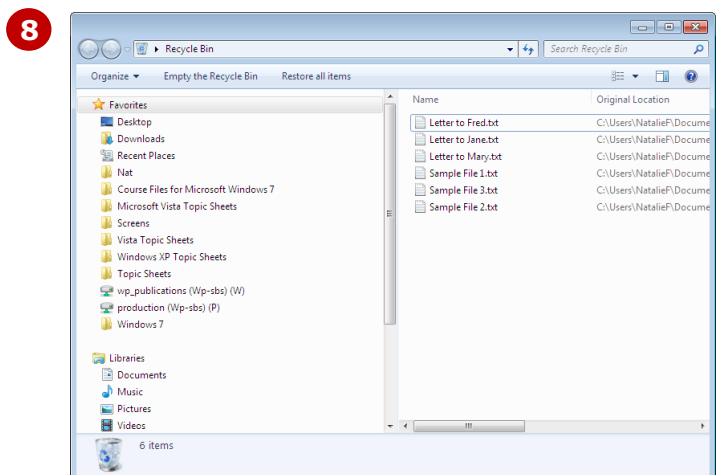 8
Recycle Bin
Search Recycle Bin
Organize Empty the Recycle Bin Restore all items
Favorites
Desktop
Downloads
Recent Places
Nat
Course Files for Microsoft Windows 7
Microsoft Vista Topic Sheets
Screens
Vista Topic Sheets
Windows XP Topic Sheets
Topic Sheets
wp_publications (Wp-sbs) (W)
production (Wp-sbs) (P)
Windows 7
Libraries
Documents
Music
Pictures
Videos
Name Original Location
Letter to Fred.txt C:\Users\NatalieF\Docume
Letter to Jane.txt C:\Users\NatalieF\Docume
Letter to Mary.txt C:\Users\NatalieF\Docume
Sample File 1.txt C:\Users\NatalieF\Docume
Sample File 3.txt C:\Users\NatalieF\Docume
Sample File 2.txt C:\Users\NatalieF\Docume
6 items